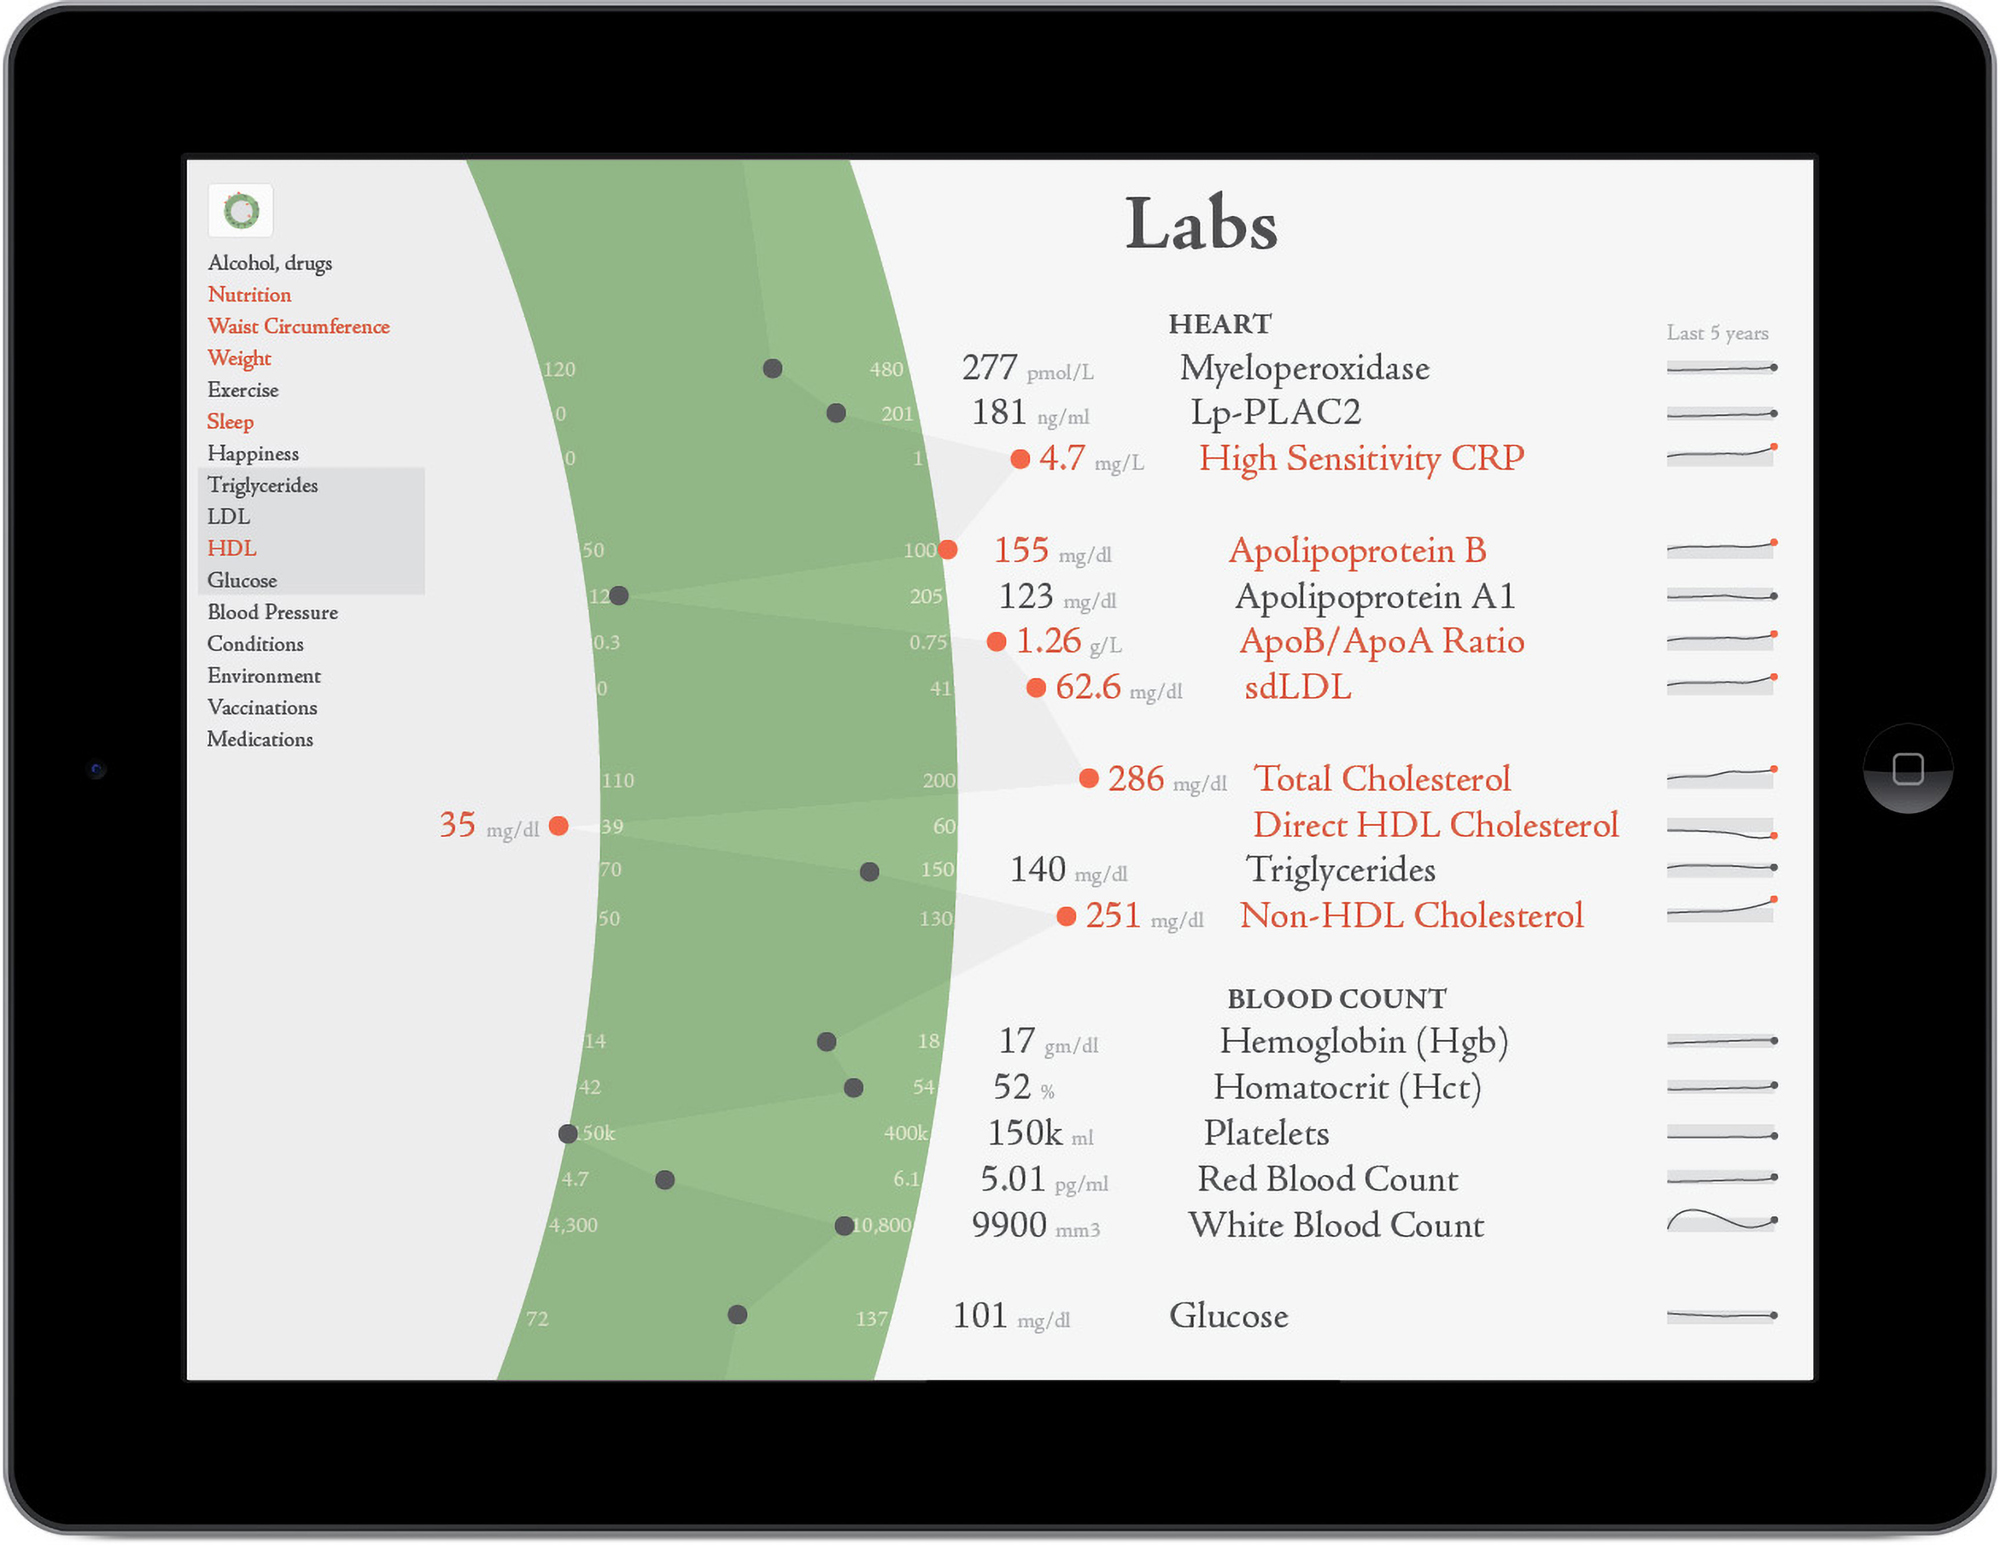 Labs
Alcohol, drugs
Nutrition
Waist Circumference
Weight
Exercise
Sleep
Happiness
Triglycerides
LDL
HDL
Glucose
Blood Pressure
Conditions
Environment
Vaccinations
Medications
HEART
Last 5 years
120 480 277 pmol/L Myeloperoxidase
0 201 181 ng/ml Lp-PLAC2
0 1 4.7 mg/L High Sensitivity CRP
50 100 155 mg/dl Apolipoprotein B
12 205 123 mg/dl Apolipoprotein A1
0.3 0.75 1.26 g/L ApoB/ApoA Ratio
0 41 62.6 mg/dl sdLDL
110 200 286 mg/dl Total Cholesterol
35 mg/dl 39 60 Direct HDL Cholesterol
70 150 140 mg/dl Triglycerides
50 130 251 mg/dl Non-HDL Cholesterol
BLOOD COUNT
14 18 17 gm/dl Hemoglobin (Hgb)
42 54 52 % Homatocrit (Hct)
50k 400k 150k ml Platelets
4.7 6.1 5.01 pg/ml Red Blood Count
4,300 10,800 9900 mm3 White Blood Count
72 137 101 mg/dl Glucose